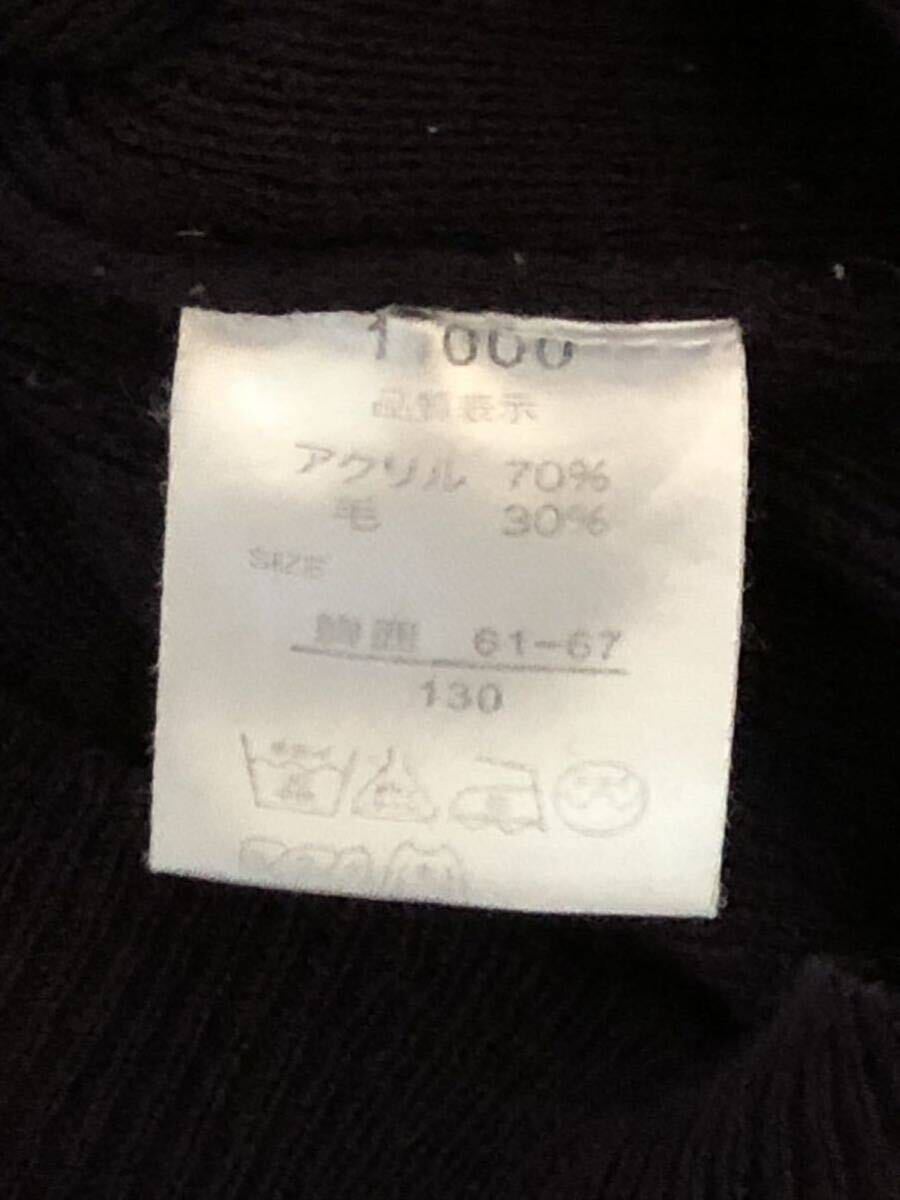 品質表示
アクリル 70%
毛 30%
SIZE
胸囲 61-67
130